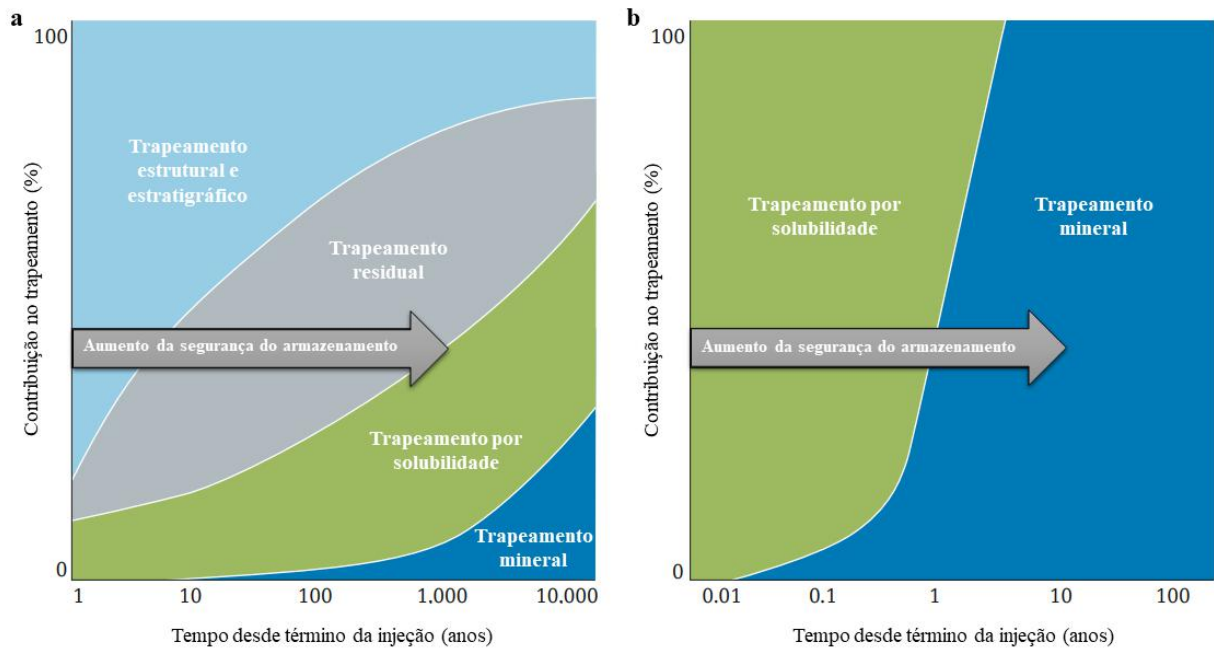 a
100
Contribuição no trapeamento (%)
Trapeamento
estrutural e
estratigráfico
Trapeamento
residual
Aumento da segurança do armazenamento
Trapeamento por
solubilidade
Trapeamento
mineral
0
1 10 100 1,000 10,000
Tempo desde término da injeção (anos)
b
100
Contribuição no trapeamento (%)
Trapeamento por
solubilidade
Trapeamento
mineral
Aumento da segurança do armazenamento
0
0.01 0.1 1 10 100
Tempo desde término da injeção (anos)